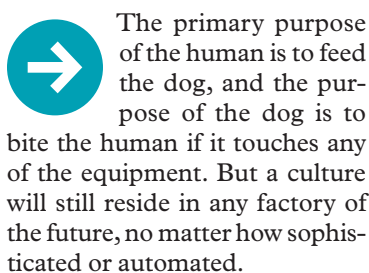 The primary purpose
of the human is to feed
the dog, and the pur-
pose of the dog is to
bite the human if it touches any
of the equipment. But a culture
will still reside in any factory of
the future, no matter how sophis-
ticated or automated.